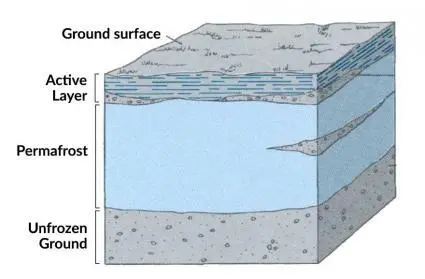 Ground surface
Active
Layer
Permafrost
Unfrozen
Ground